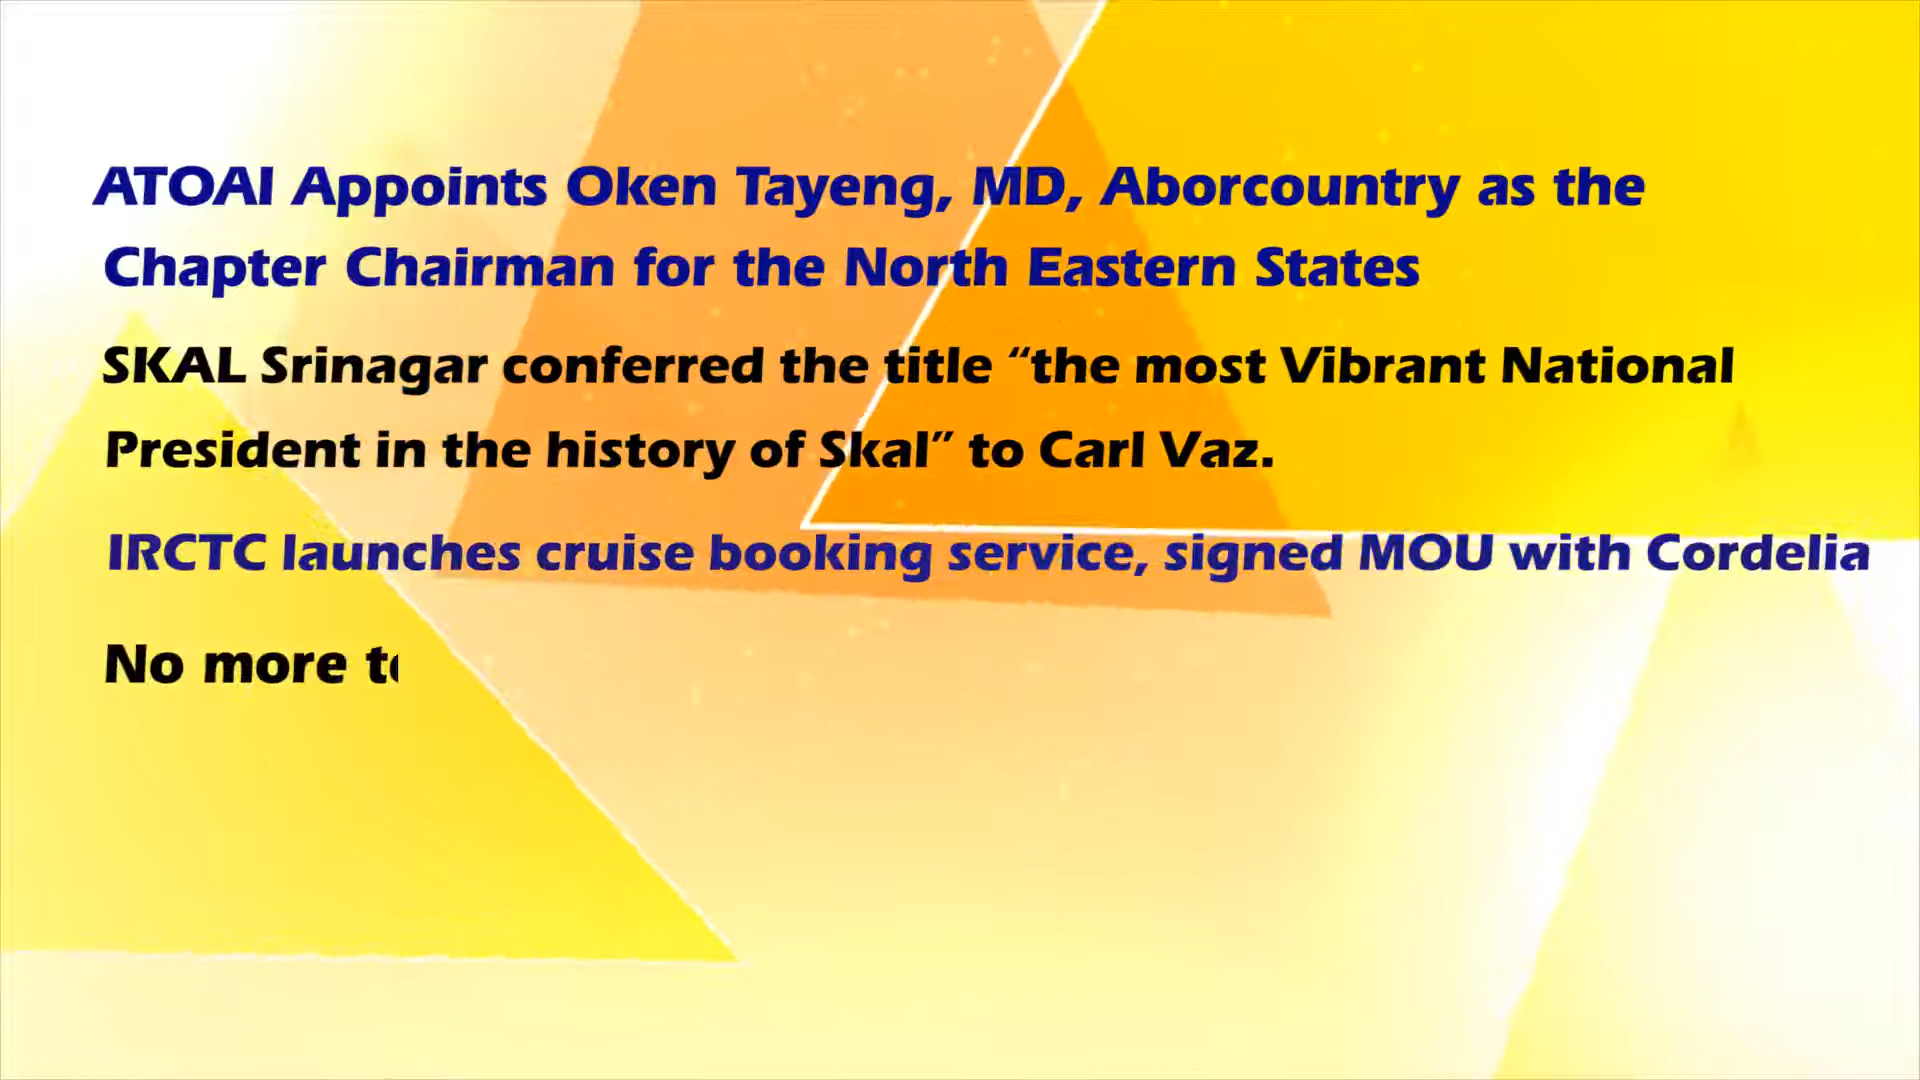 ATOAI Appoints Oken Tayeng, MD, Aborcountry as the
Chapter Chairman for the North Eastern States
SKAL Srinagar conferred the title “the most Vibrant National
President in the history of Skal” to Carl Vaz.
IRCTC launches cruise booking service, signed MOU with Cordelia
No more